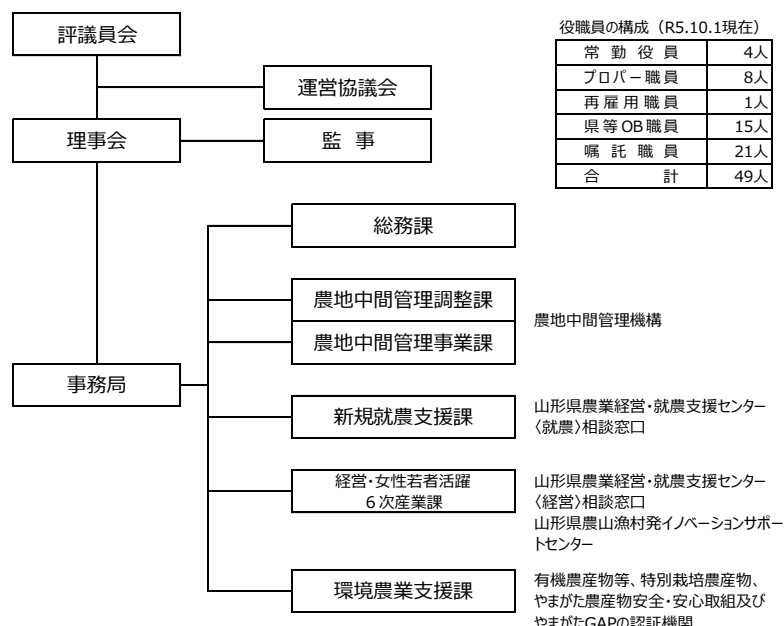 評議員会
運営協議会
理事会
監 事
役職員の構成（R5.10.1現在）
常勤役員 4人
プロパー職員 8人
再雇用職員 1人
県等OB職員 15人
嘱託職員 21人
合計 49人
総務課
農地中間管理調整課
農地中間管理事業課
農地中間管理機構
事務局
新規就農支援課
山形県農業経営・就農支援センター
〈就農〉相談窓口
経営・女性若者活躍
６次産業課
山形県農業経営・就農支援センター
〈経営〉相談窓口
山形県農山漁村発イノベーションサポー
トセンター
環境農業支援課
有機農産物等、特別栽培農産物、
やまがた農産物安全・安心取組及び
やまがたGAPの認証機関